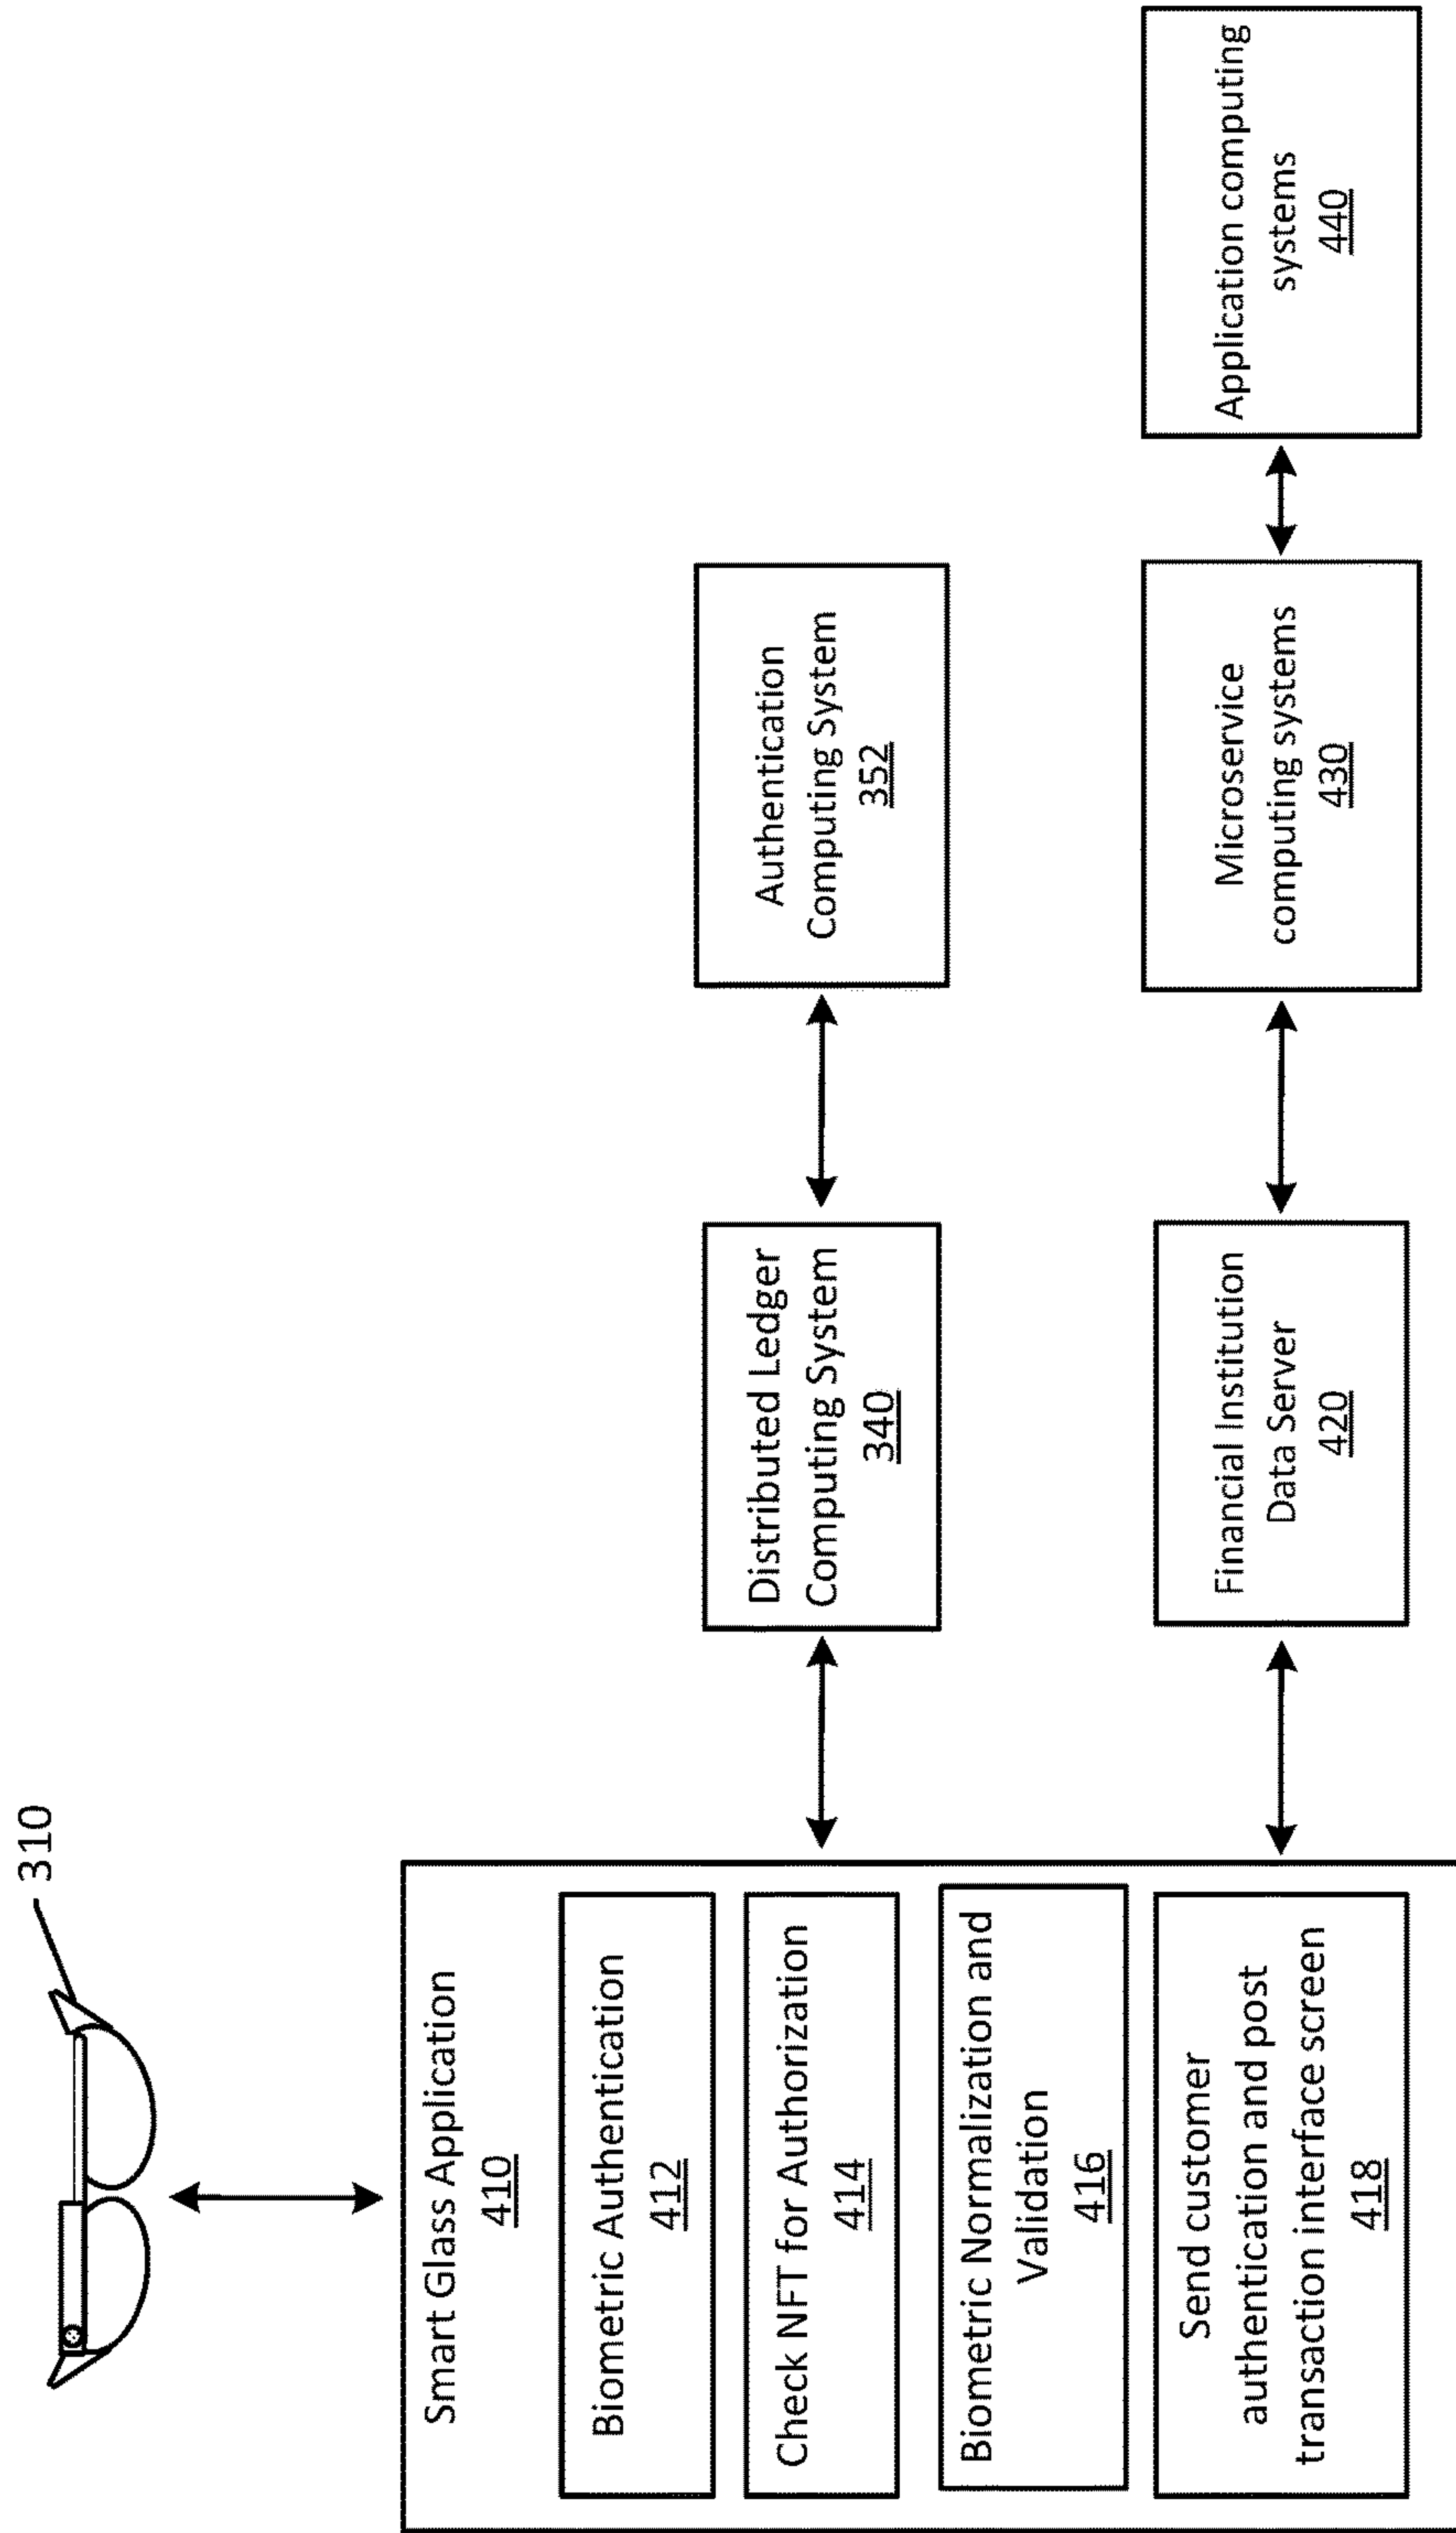 310
Smart Glass Application
410
Biometric Authentication
412
Check NFT for Authorization
414
Biometric Normalization and
Validation
416
Send customer
authentication and post
transaction interface screen
418
Distributed Ledger
Computing System
340
Authentication
Computing System
352
Financial Institution
Data Server
420
Microservice
computing systems
430
Application computing
systems
440